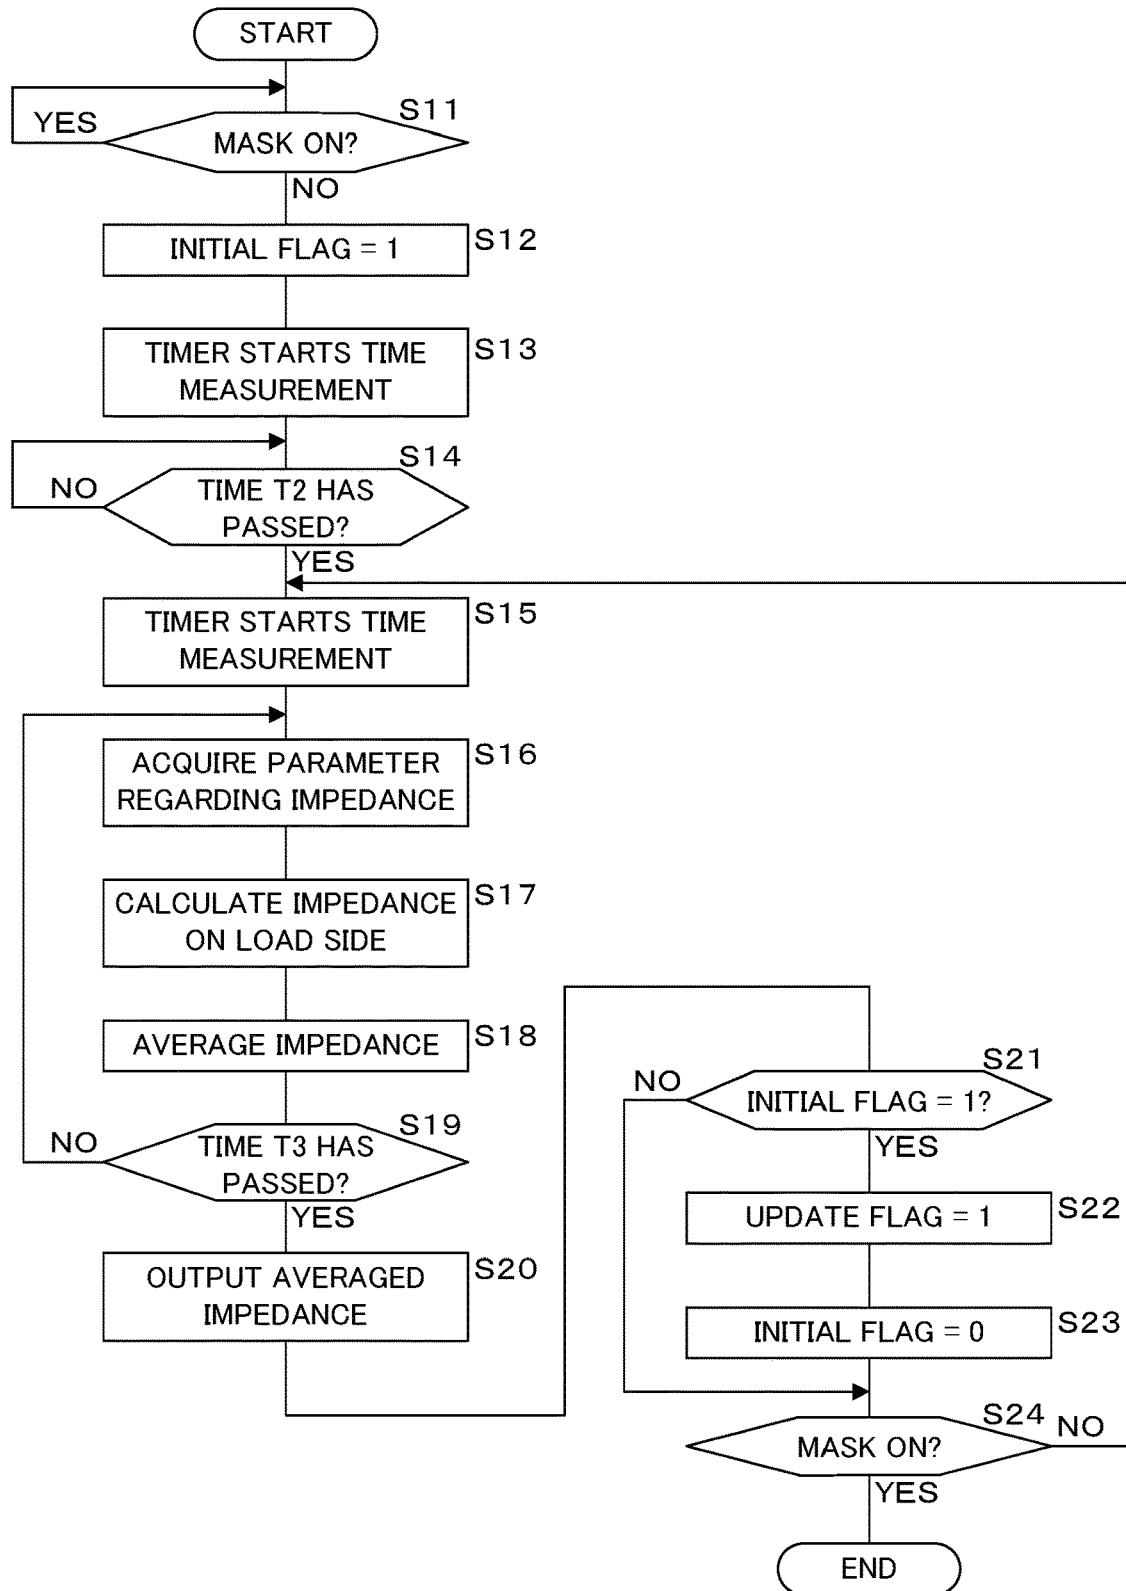 START
S11
YES
MASK ON?
NO
INITIAL FLAG = 1
S12
TIMER STARTS TIME
MEASUREMENT
S13
S14
NO
TIME T2 HAS
PASSED?
YES
TIMER STARTS TIME
MEASUREMENT
S15
ACQUIRE PARAMETER
REGARDING IMPEDANCE
S16
CALCULATE IMPEDANCE
ON LOAD SIDE
S17
AVERAGE IMPEDANCE
S18
S19
NO
TIME T3 HAS
PASSED?
YES
OUTPUT AVERAGED
IMPEDANCE
S20
S21
NO
INITIAL FLAG = 1?
YES
UPDATE FLAG = 1
S22
INITIAL FLAG = 0
S23
S24
MASK ON?
NO
YES
END